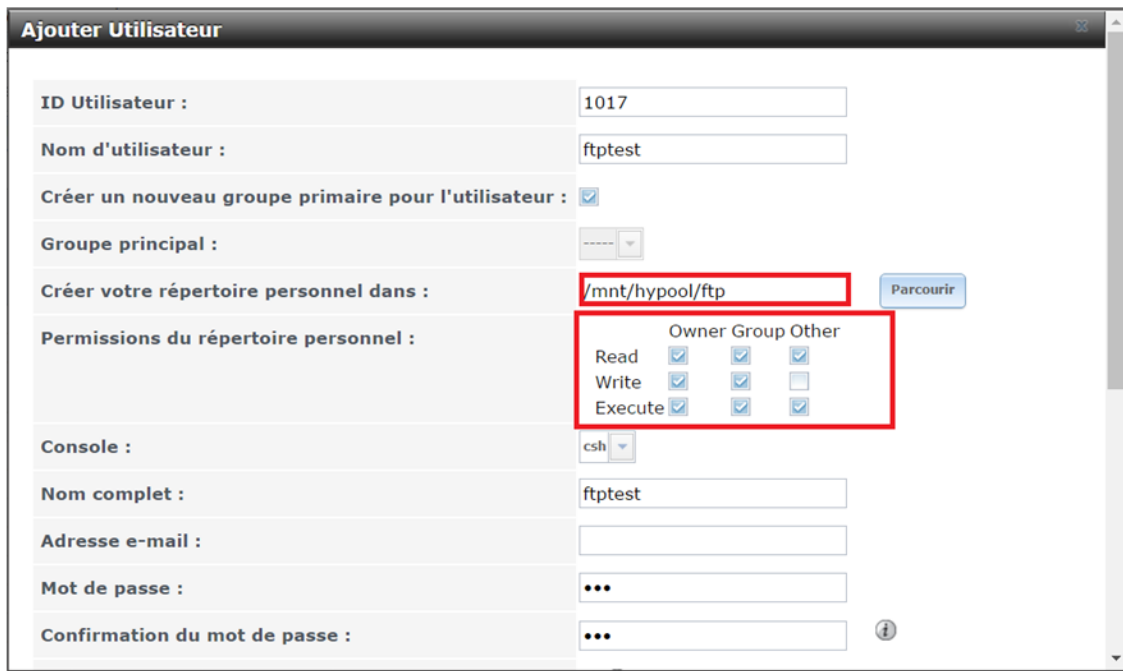 Ajouter Utilisateur
ID Utilisateur : 1017
Nom d'utilisateur : ftptest
Créer un nouveau groupe primaire pour l'utilisateur :
Groupe principal : -----
Créer votre répertoire personnel dans : /mnt/hypool/ftp Parcourir
Permissions du répertoire personnel : Owner Group Other
Read
Write
Execute
Console : csh
Nom complet : ftptest
Adresse e-mail :
Mot de passe : •••
Confirmation du mot de passe : •••